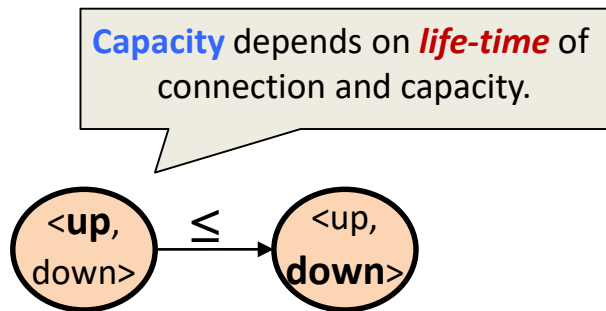 Capacity depends on life-time of
connection and capacity.
<up,
down>
≤
<up,
down>